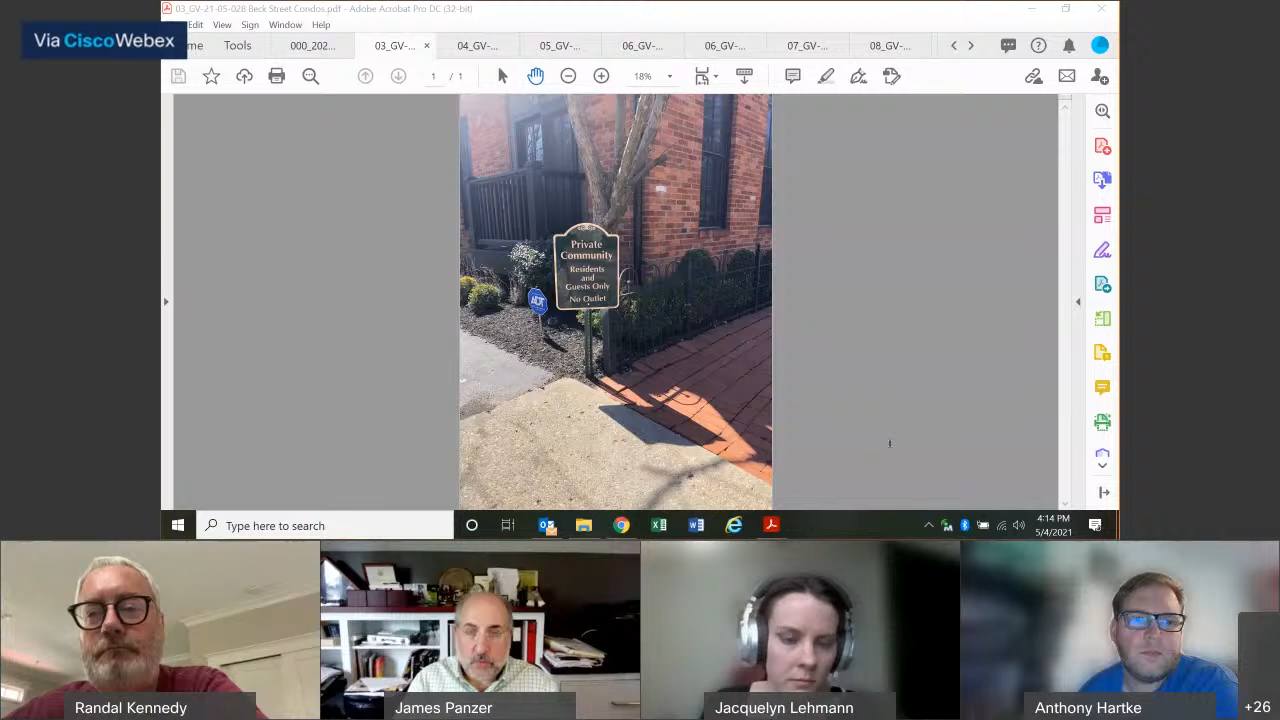 03_GV-21-05-028 Beck Street Condos.pdf - Adobe Acrobat Pro DC (32-bit)
Edit View Sign Window Help
Via CiscoWebex
me Tools 000_202... 03_GV-... × 04_GV-... 05_GV-... 06_GV-... 06_GV-... 07_GV-... 08_GV-...
1 / 1 18%
Private
Community
Residents
and
Guests Only
No Outlet
ADT
Type here to search
4:14 PM
5/4/2021
Randal Kennedy
James Panzer
Jacquelyn Lehmann
Anthony Hartke
+26